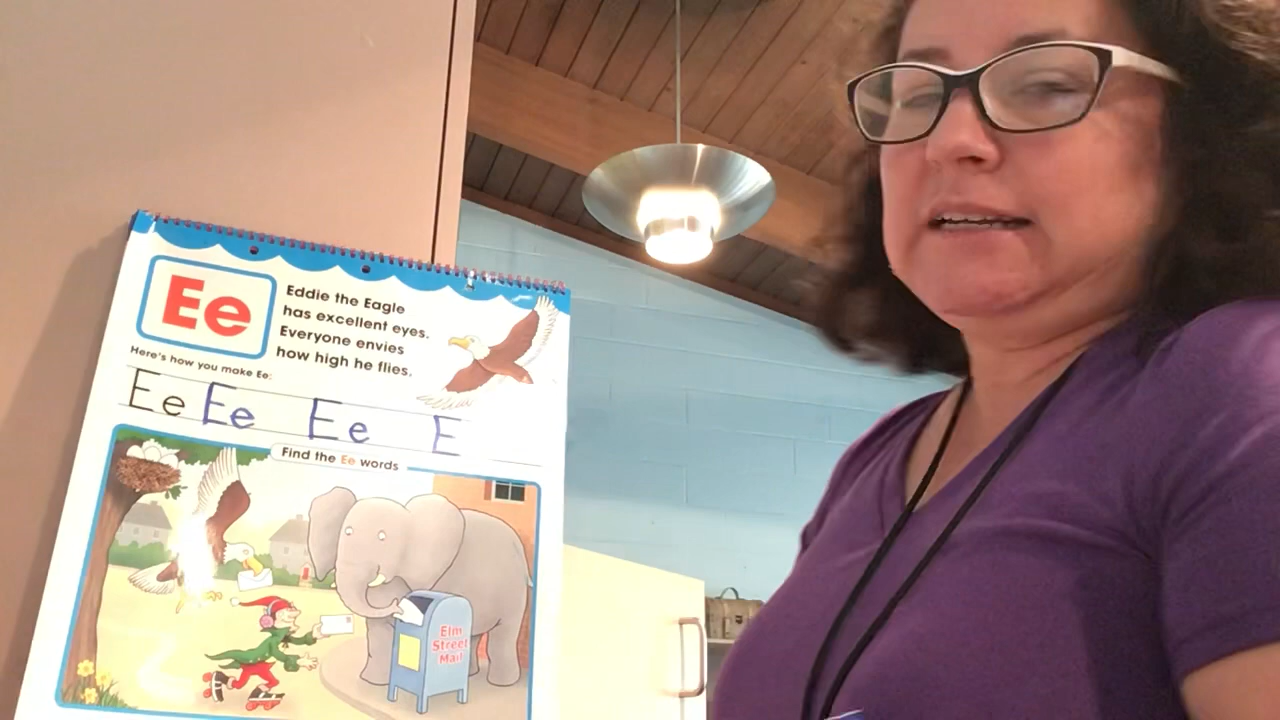 Ee
Eddie the Eagle
has excellent eyes.
Everyone envies
how high he flies.
Here's how you make Ee:
Ee Ee Ee E
Find the Ee words
Elm
Street
Mail